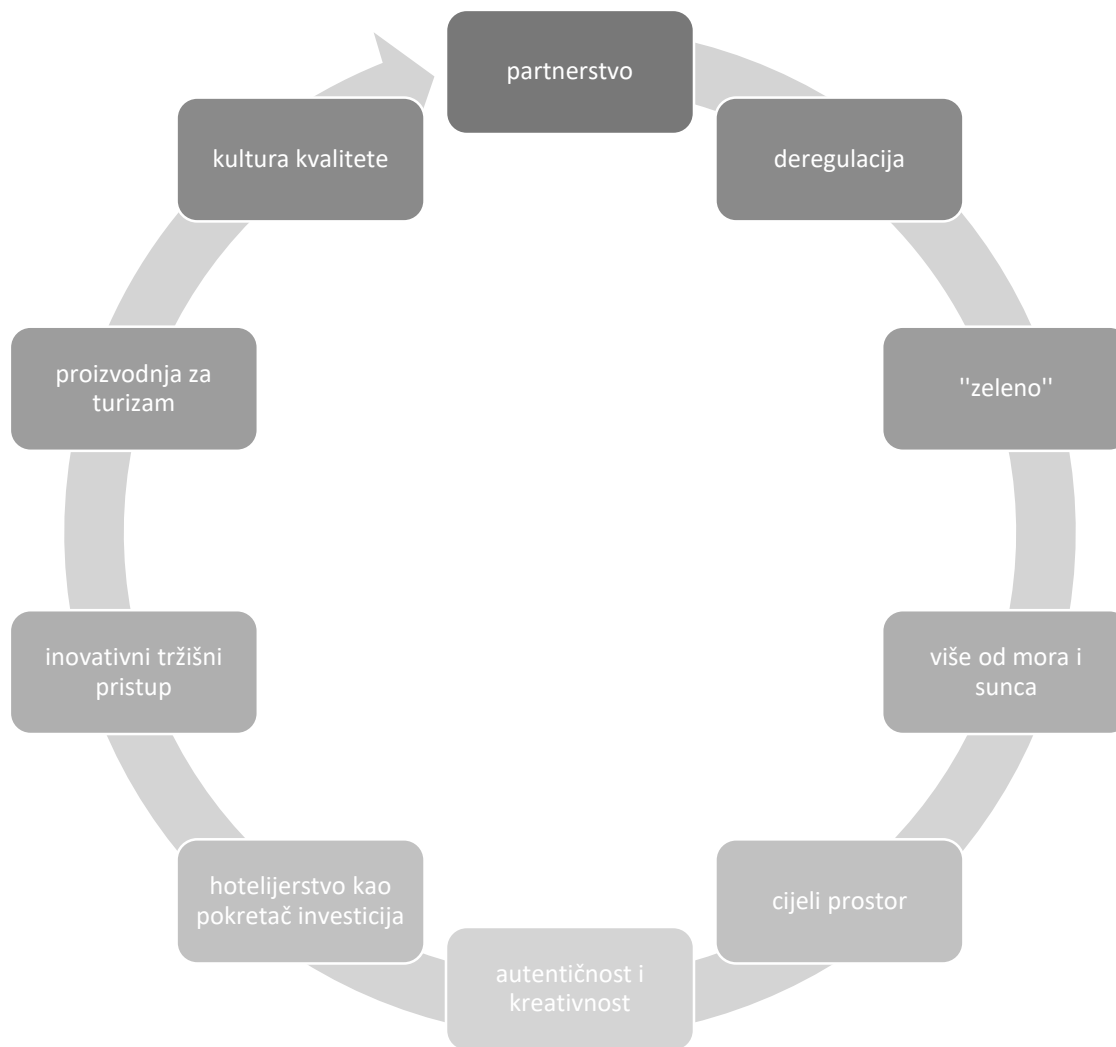 partnerstvo
deregulacija
''zeleno''
više od mora i
sunca
cijeli prostor
autentičnost i
kreativnost
hotelijerstvo kao
pokretač investicija
inovativni tržišni
pristup
proizvodnja za
turizam
kultura kvalitete